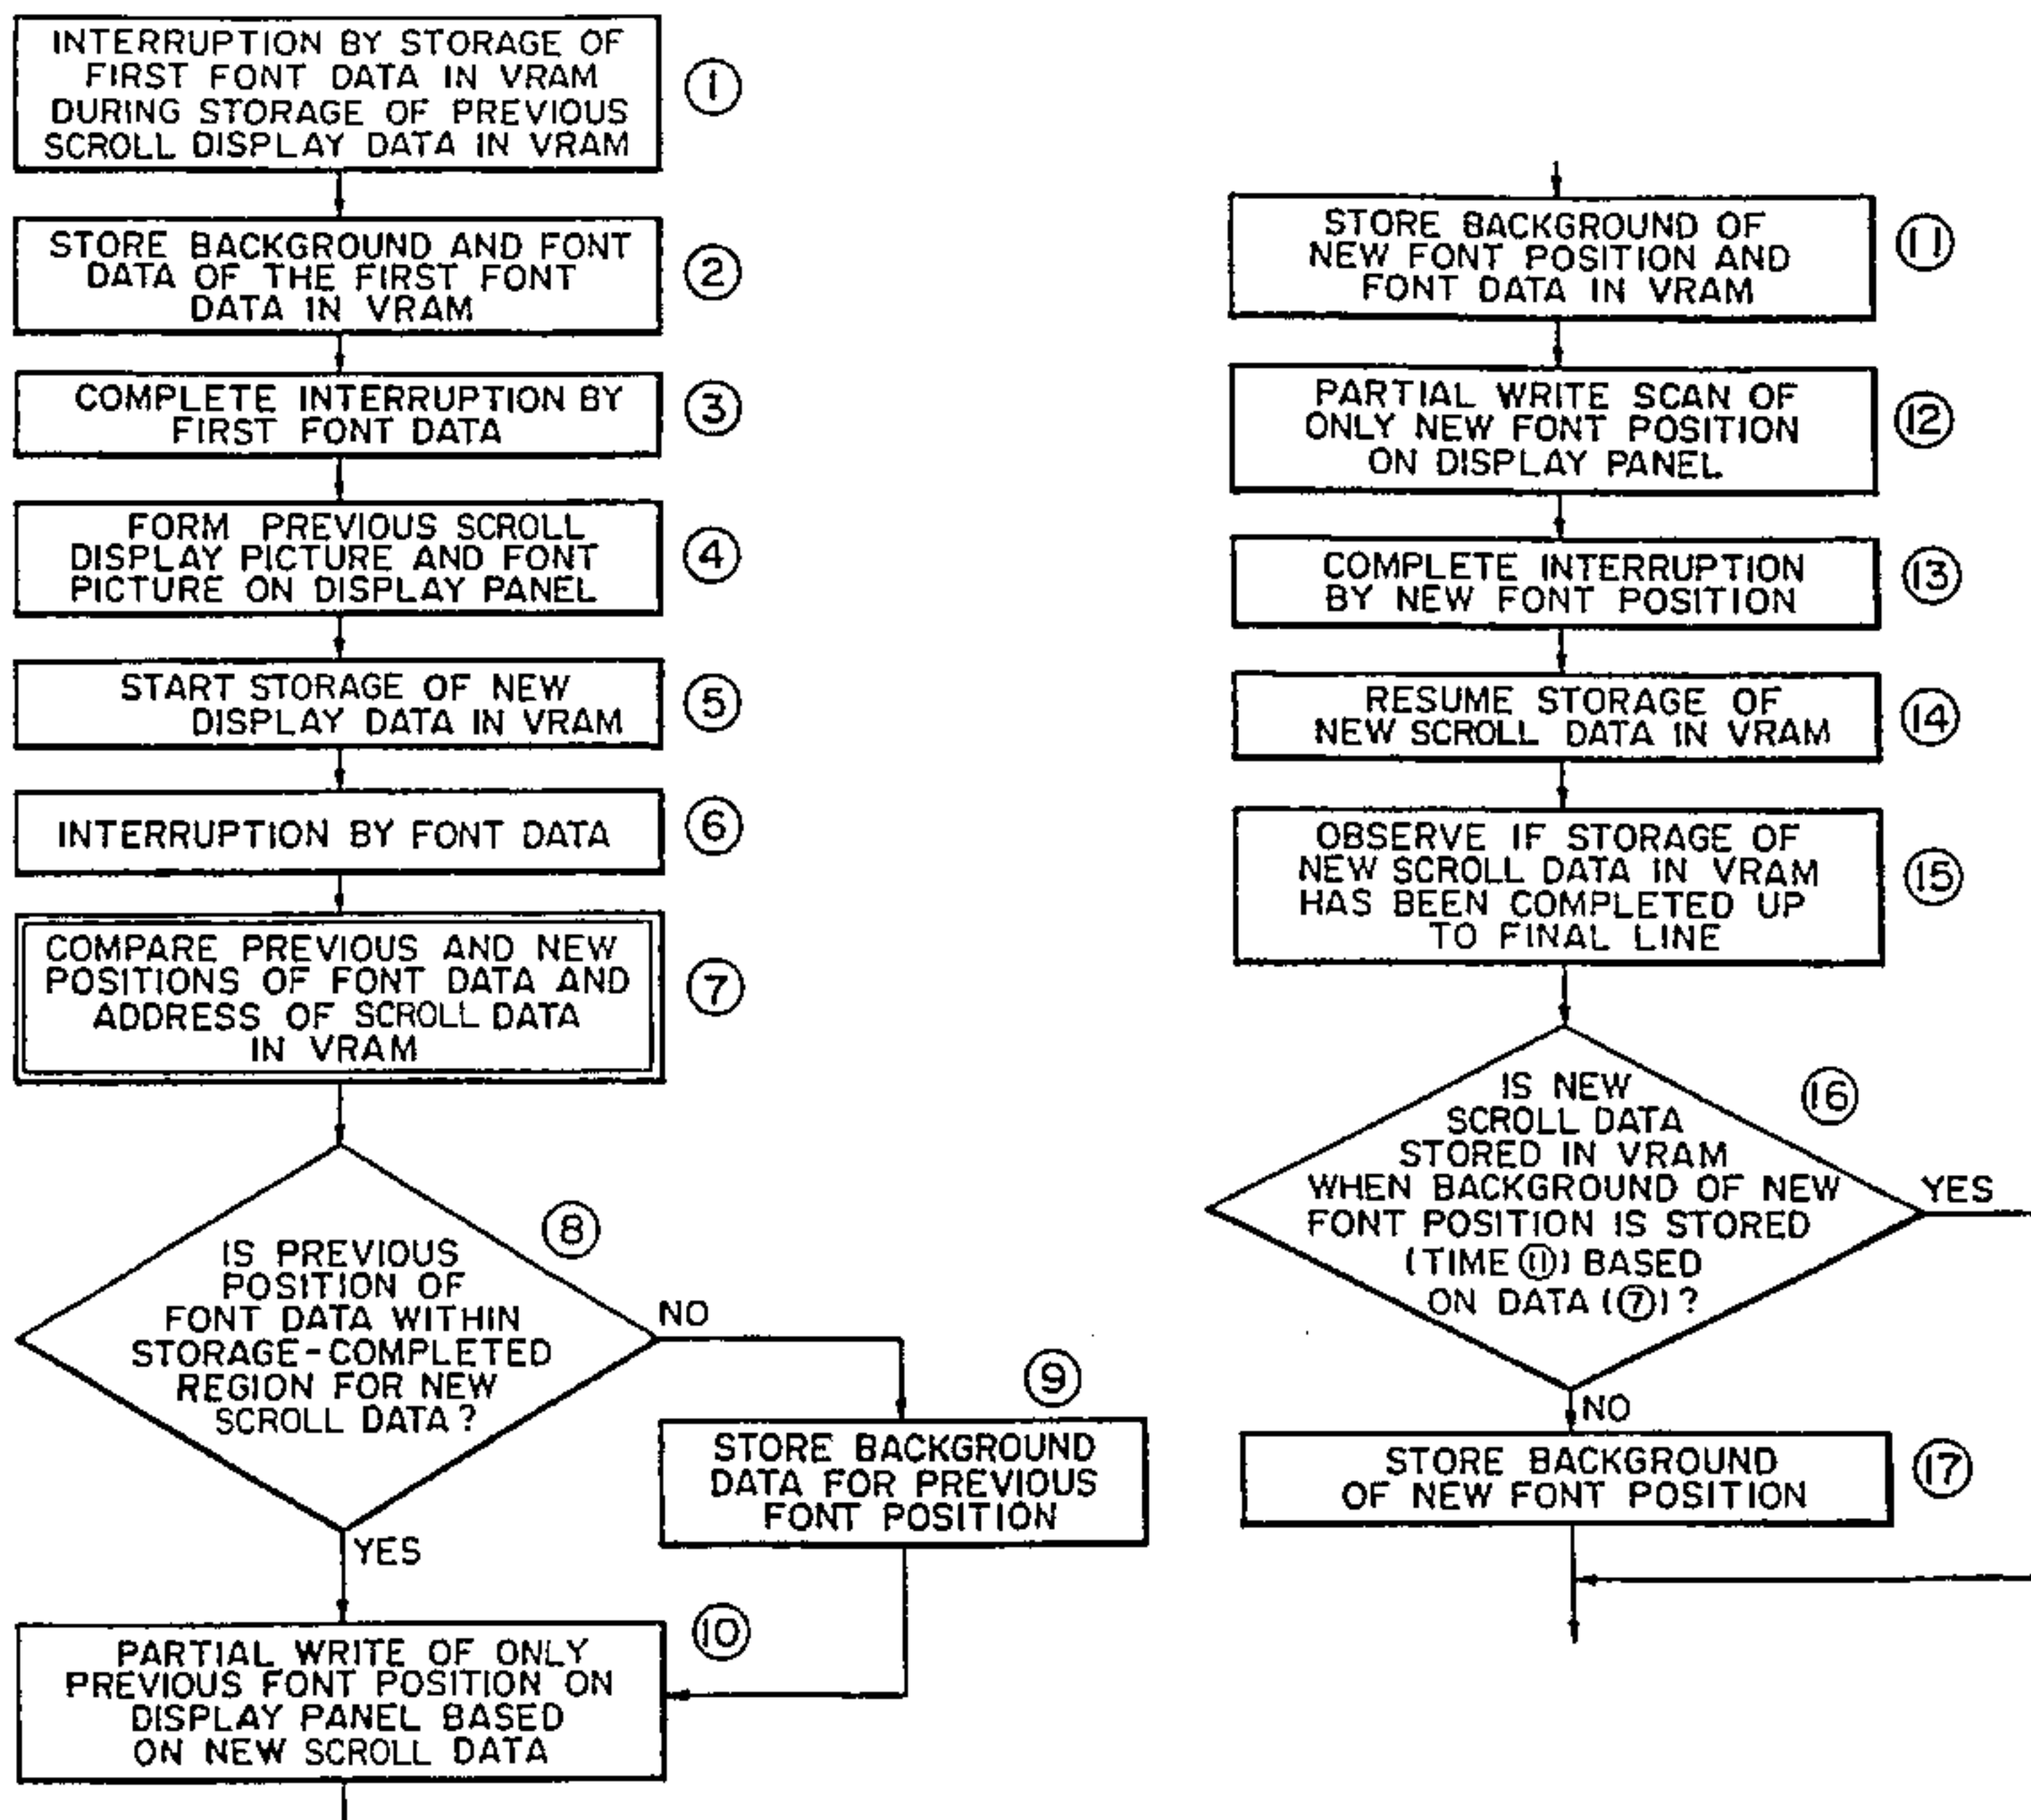 INTERRUPTION BY STORAGE OF
FIRST FONT DATA IN VRAM
DURING STORAGE OF PREVIOUS
SCROLL DISPLAY DATA IN VRAM
①
STORE BACKGROUND AND FONT
DATA OF THE FIRST FONT
DATA IN VRAM
②
COMPLETE INTERRUPTION BY
FIRST FONT DATA
③
FORM PREVIOUS SCROLL
DISPLAY PICTURE AND FONT
PICTURE ON DISPLAY PANEL
④
START STORAGE OF NEW
DISPLAY DATA IN VRAM
⑤
INTERRUPTION BY FONT DATA
⑥
COMPARE PREVIOUS AND NEW
POSITIONS OF FONT DATA AND
ADDRESS OF SCROLL DATA
IN VRAM
⑦
⑧
IS PREVIOUS
POSITION OF
FONT DATA WITHIN
STORAGE-COMPLETED
REGION FOR NEW
SCROLL DATA?
NO
YES
⑨
STORE BACKGROUND
DATA FOR PREVIOUS
FONT POSITION
⑩
PARTIAL WRITE OF ONLY
PREVIOUS FONT POSITION ON
DISPLAY PANEL BASED
ON NEW SCROLL DATA
STORE BACKGROUND OF
NEW FONT POSITION AND
FONT DATA IN VRAM
⑪
PARTIAL WRITE SCAN OF
ONLY NEW FONT POSITION
ON DISPLAY PANEL
⑫
COMPLETE INTERRUPTION
BY NEW FONT POSITION
⑬
RESUME STORAGE OF
NEW SCROLL DATA IN VRAM
⑭
OBSERVE IF STORAGE OF
NEW SCROLL DATA IN VRAM
HAS BEEN COMPLETED UP
TO FINAL LINE
⑮
⑯
IS NEW
SCROLL DATA
STORED IN VRAM
WHEN BACKGROUND OF NEW
FONT POSITION IS STORED
(TIME ⑪) BASED
ON DATA (⑦)?
YES
NO
STORE BACKGROUND
OF NEW FONT POSITION
⑰